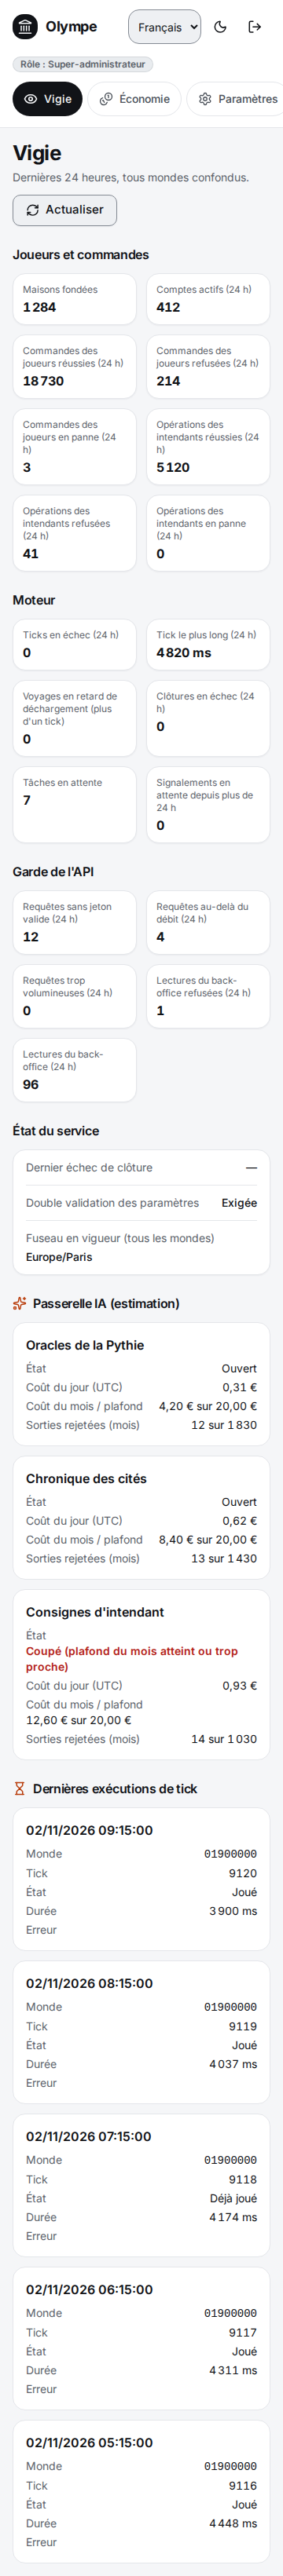 Olympe
Français
Rôle : Super-administrateur
Vigie
Économie
Paramètres
Vigie
Dernières 24 heures, tous mondes confondus.
Actualiser
Joueurs et commandes
Maisons fondées
1 284
Comptes actifs (24 h)
412
Commandes des
joueurs réussies (24 h)
18 730
Commandes des
joueurs refusées (24 h)
214
Commandes des
joueurs en panne (24
h)
3
Opérations des
intendants réussies (24
h)
5 120
Opérations des
intendants refusées
(24 h)
41
Opérations des
intendants en panne
(24 h)
0
Moteur
Ticks en échec (24 h)
0
Tick le plus long (24 h)
4 820 ms
Voyages en retard de
déchargement (plus
d'un tick)
0
Clôtures en échec (24
h)
0
Tâches en attente
7
Signalements en
attente depuis plus de
24 h
0
Garde de l'API
Requêtes sans jeton
valide (24 h)
12
Requêtes au-delà du
débit (24 h)
4
Requêtes trop
volumineuses (24 h)
0
Lectures du back-
office refusées (24 h)
1
Lectures du back-
office (24 h)
96
État du service
Dernier échec de clôture —
Double validation des paramètres Exigée
Fuseau en vigueur (tous les mondes)
Europe/Paris
Passerelle IA (estimation)
Oracles de la Pythie
État Ouvert
Coût du jour (UTC) 0,31 €
Coût du mois / plafond 4,20 € sur 20,00 €
Sorties rejetées (mois) 12 sur 1 830
Chronique des cités
État Ouvert
Coût du jour (UTC) 0,62 €
Coût du mois / plafond 8,40 € sur 20,00 €
Sorties rejetées (mois) 13 sur 1 430
Consignes d'intendant
État
Coupé (plafond du mois atteint ou trop
proche)
Coût du jour (UTC) 0,93 €
Coût du mois / plafond
12,60 € sur 20,00 €
Sorties rejetées (mois) 14 sur 1 030
Dernières exécutions de tick
02/11/2026 09:15:00
Monde 01900000
Tick 9120
État Joué
Durée 3 900 ms
Erreur
02/11/2026 08:15:00
Monde 01900000
Tick 9119
État Joué
Durée 4 037 ms
Erreur
02/11/2026 07:15:00
Monde 01900000
Tick 9118
État Déjà joué
Durée 4 174 ms
Erreur
02/11/2026 06:15:00
Monde 01900000
Tick 9117
État Joué
Durée 4 311 ms
Erreur
02/11/2026 05:15:00
Monde 01900000
Tick 9116
État Joué
Durée 4 448 ms
Erreur